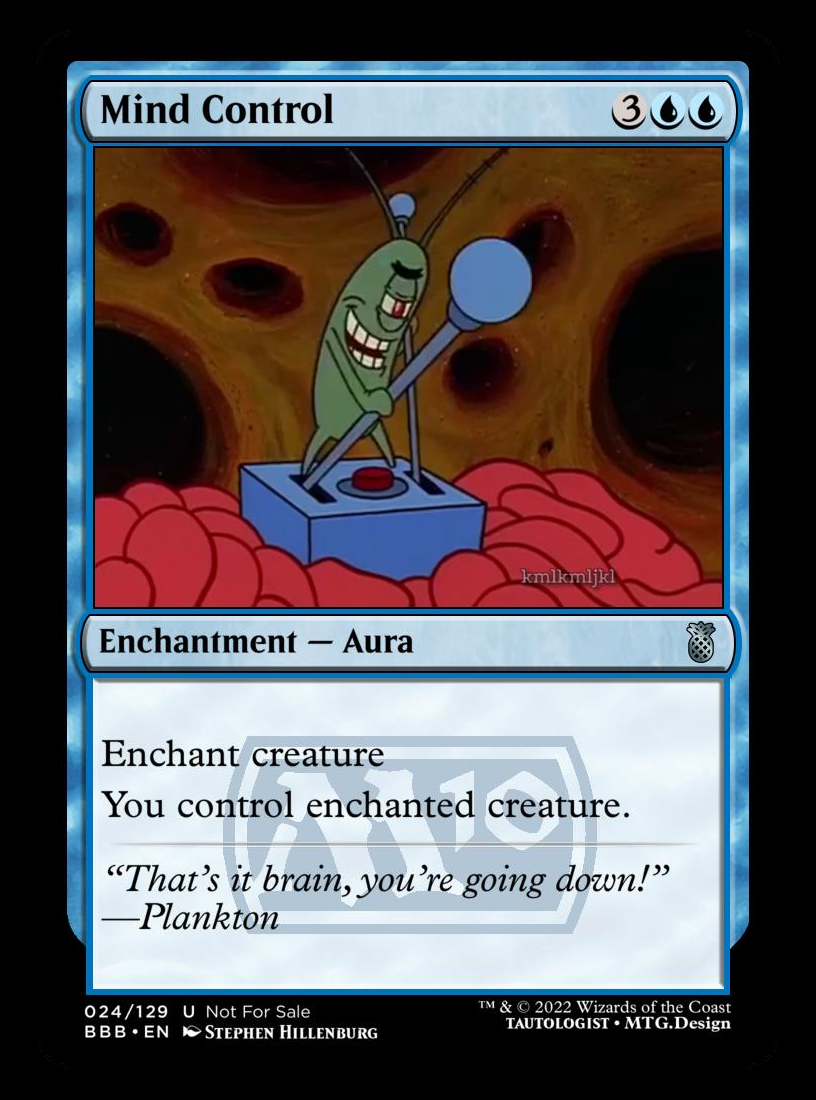 Mind Control 3
kmlkmljkl
Enchantment — Aura
Enchant creature
You control enchanted creature.
M10
“That’s it brain, you’re going down!”
—Plankton
024/129 U Not For Sale
BBB • EN STEPHEN HILLENBURG
™ & © 2022 Wizards of the Coast
TAUTOLOGIST • MTG.Design